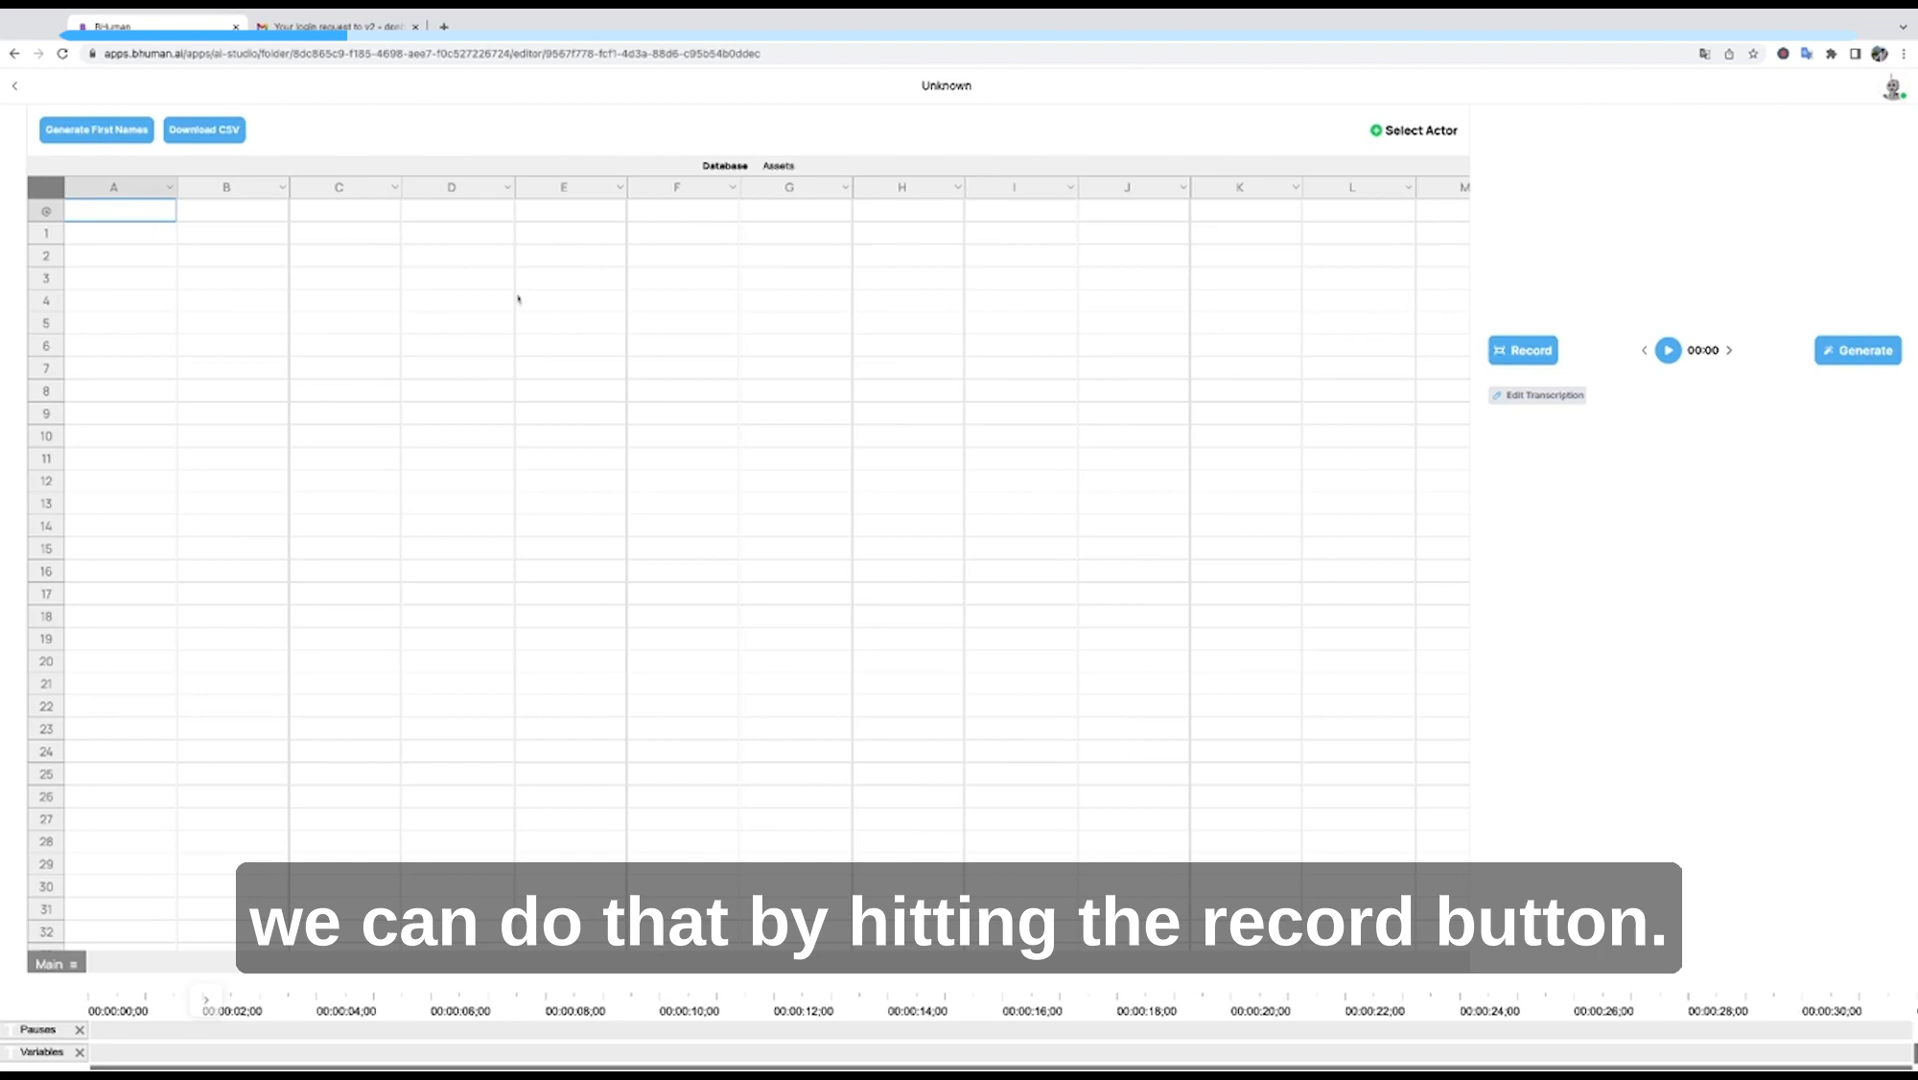 BHuman
Your login request to v2 - don
apps.bhuman.ai/apps/ai-studio/folder/8dc865c9-f185-4698-aee7-f0c527226724/editor/9567f778-fcf1-4d3a-88d6-c95b54b0ddec
Unknown
Generate First Names Download CSV
Select Actor
Database Assets
A B C D E F G H I J K L M
@
1
2
3
4
5
6
7
8
9
10
11
12
13
14
15
16
17
18
19
20
21
22
23
24
25
26
27
28
29
30
31
32
Record 00:00 Generate
Edit Transcription
we can do that by hitting the record button.
Main
00:00:00;00 00:00:02;00 00:00:04;00 00:00:06;00 00:00:08;00 00:00:10;00 00:00:12;00 00:00:14;00 00:00:16;00 00:00:18;00 00:00:20;00 00:00:22;00 00:00:24;00 00:00:26;00 00:00:28;00 00:00:30;00
Pauses
Variables